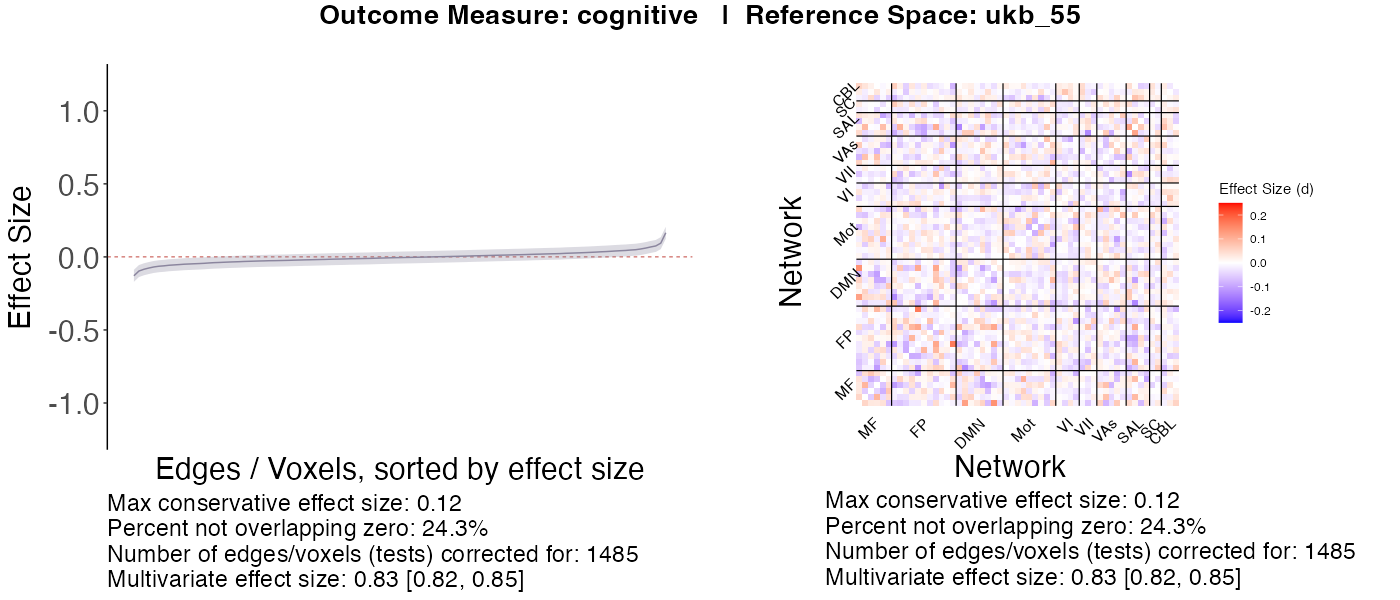 Outcome Measure: cognitive | Reference Space: ukb_55
1.0
0.5
0.0
-0.5
-1.0
Effect Size
Edges / Voxels, sorted by effect size
Max conservative effect size: 0.12
Percent not overlapping zero: 24.3%
Number of edges/voxels (tests) corrected for: 1485
Multivariate effect size: 0.83 [0.82, 0.85]
CBL
SC
SAL
VAs
VII
VI
Mot
DMN
FP
MF
Network
MF
FP
DMN
Mot
VI
VII
VAs
SAL
SC
CBL
Network
Effect Size (d)
0.2
0.1
0.0
-0.1
-0.2
Max conservative effect size: 0.12
Percent not overlapping zero: 24.3%
Number of edges/voxels (tests) corrected for: 1485
Multivariate effect size: 0.83 [0.82, 0.85]